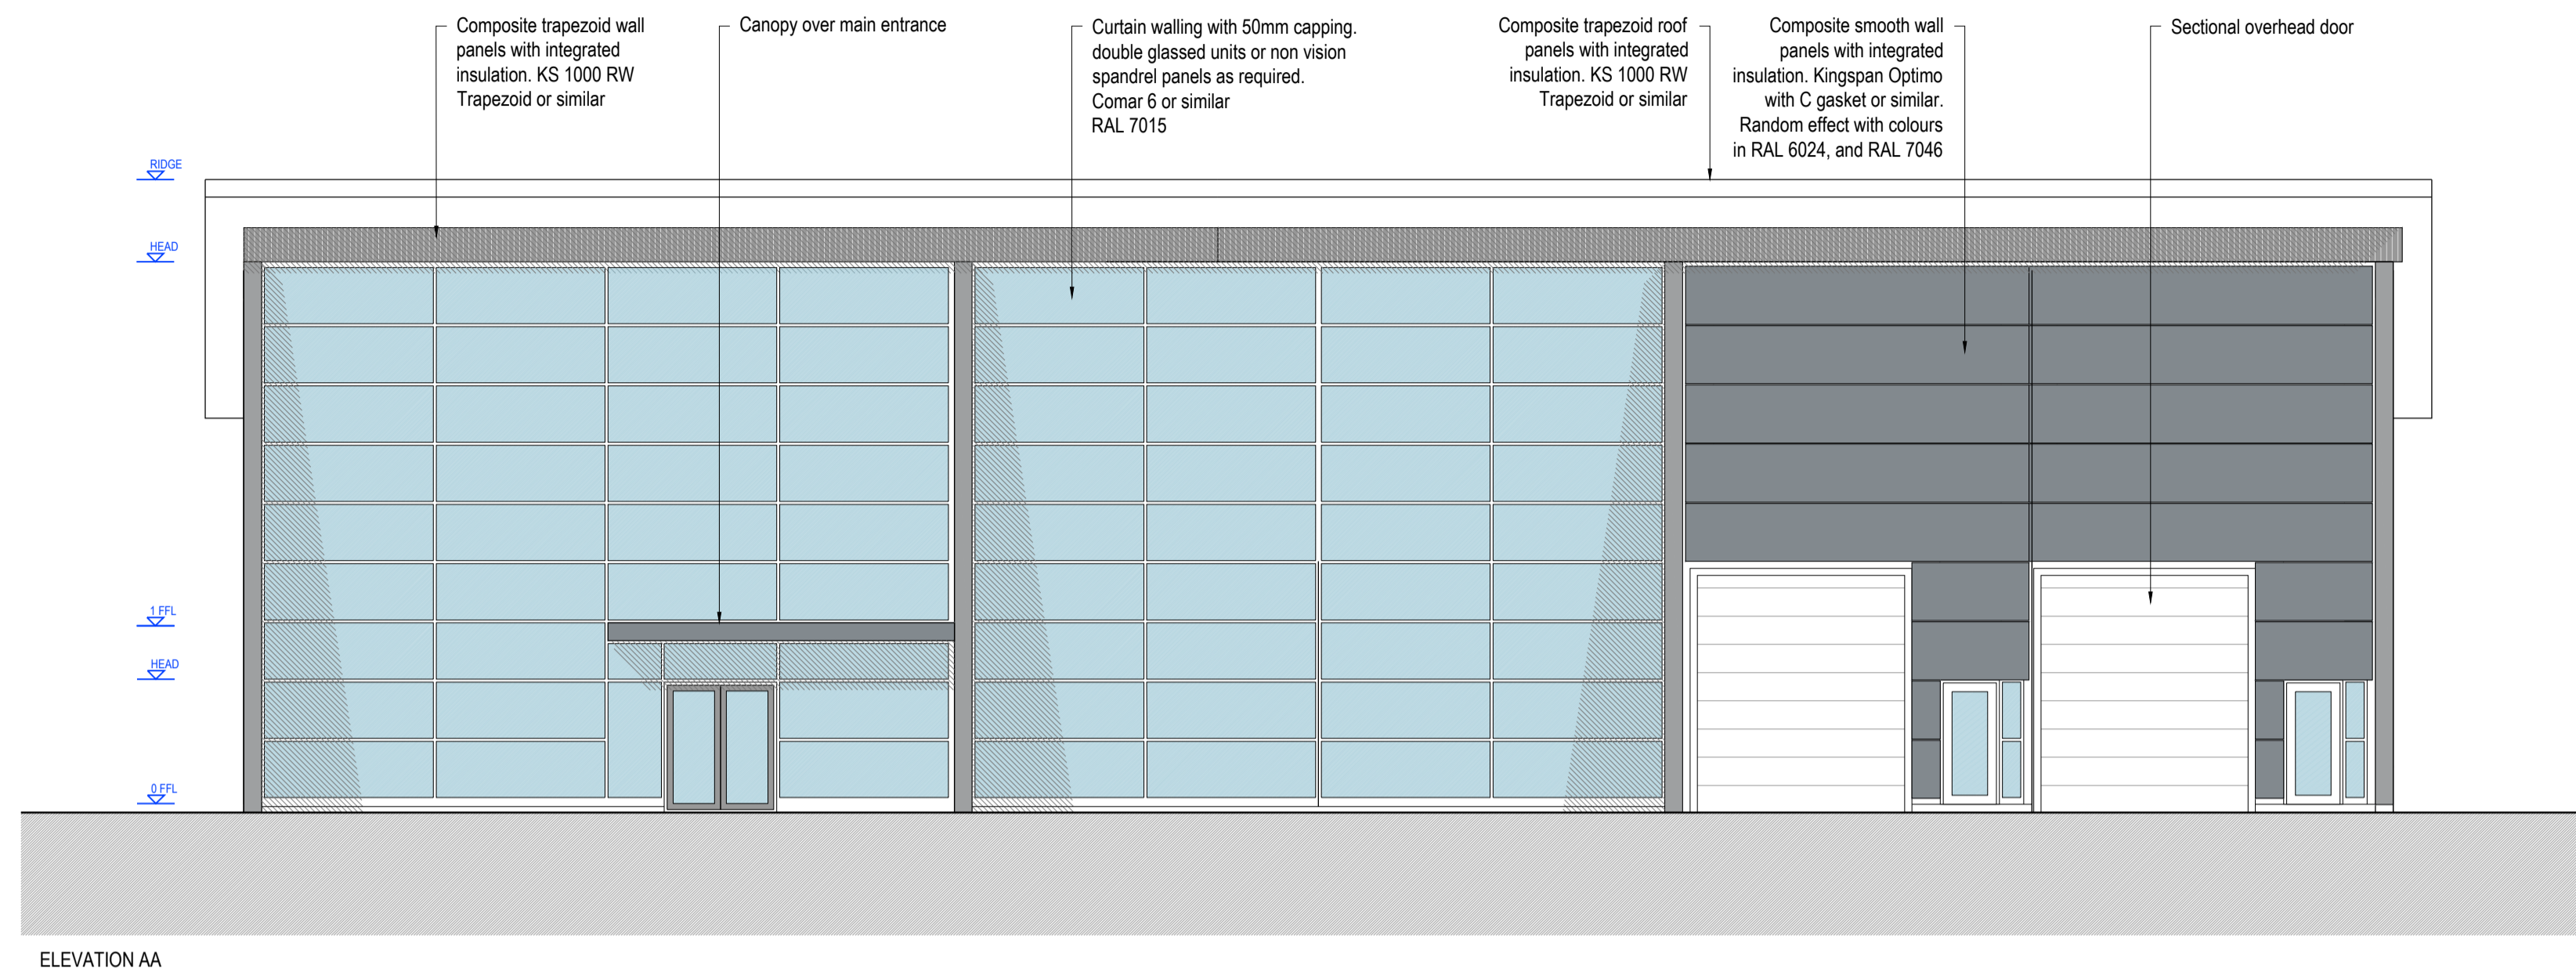 Composite trapezoid wall
panels with integrated
insulation. KS 1000 RW
Trapezoid or similar
Canopy over main entrance
Curtain walling with 50mm capping.
double glassed units or non vision
spandrel panels as required.
Comar 6 or similar
RAL 7015
Composite trapezoid roof
panels with integrated
insulation. KS 1000 RW
Trapezoid or similar
Composite smooth wall
panels with integrated
insulation. Kingspan Optimo
with C gasket or similar.
Random effect with colours
in RAL 6024, and RAL 7046
Sectional overhead door
RIDGE
HEAD
1 FFL
HEAD
0 FFL
ELEVATION AA